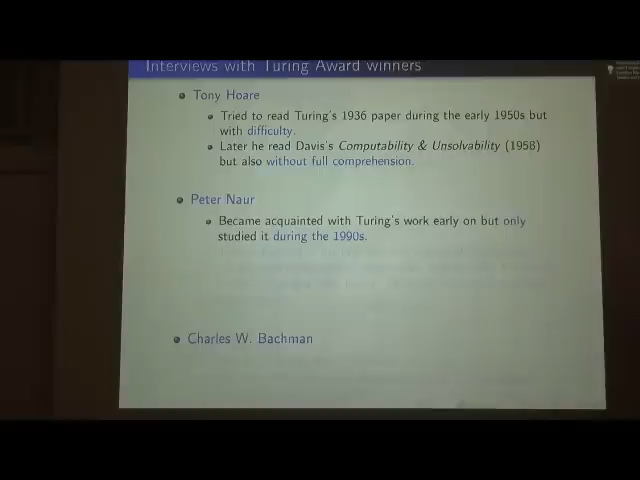 Interviews with Turing Award winners
Tony Hoare
Tried to read Turing's 1936 paper during the early 1950s but
with difficulty.
Later he read Davis's Computability & Unsolvability (1958)
but also without full comprehension.
Peter Naur
Became acquainted with Turing's work early on but only
studied it during the 1990s.
Charles W. Bachman